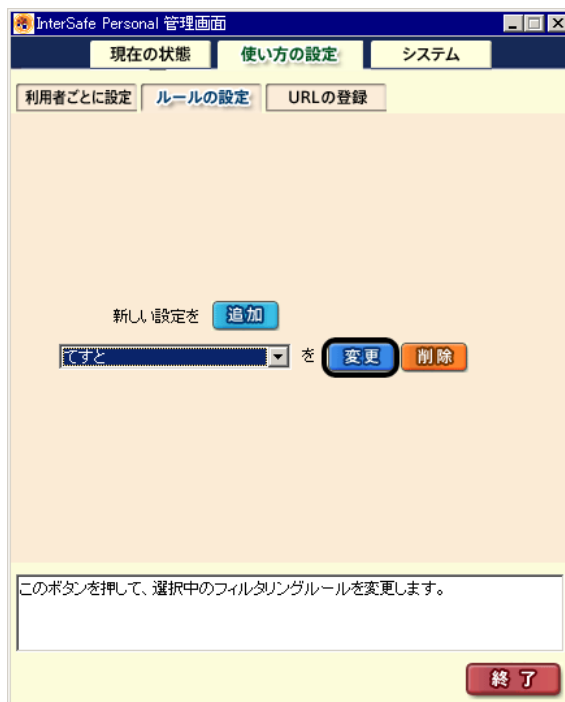 InterSafe Personal 管理画面
現在の状態 使い方の設定 システム
利用者ごとに設定 ルールの設定 URLの登録
新しい設定を 追加
てすと を 変更 削除
このボタンを押して、選択中のフィルタリングルールを変更します。
終了